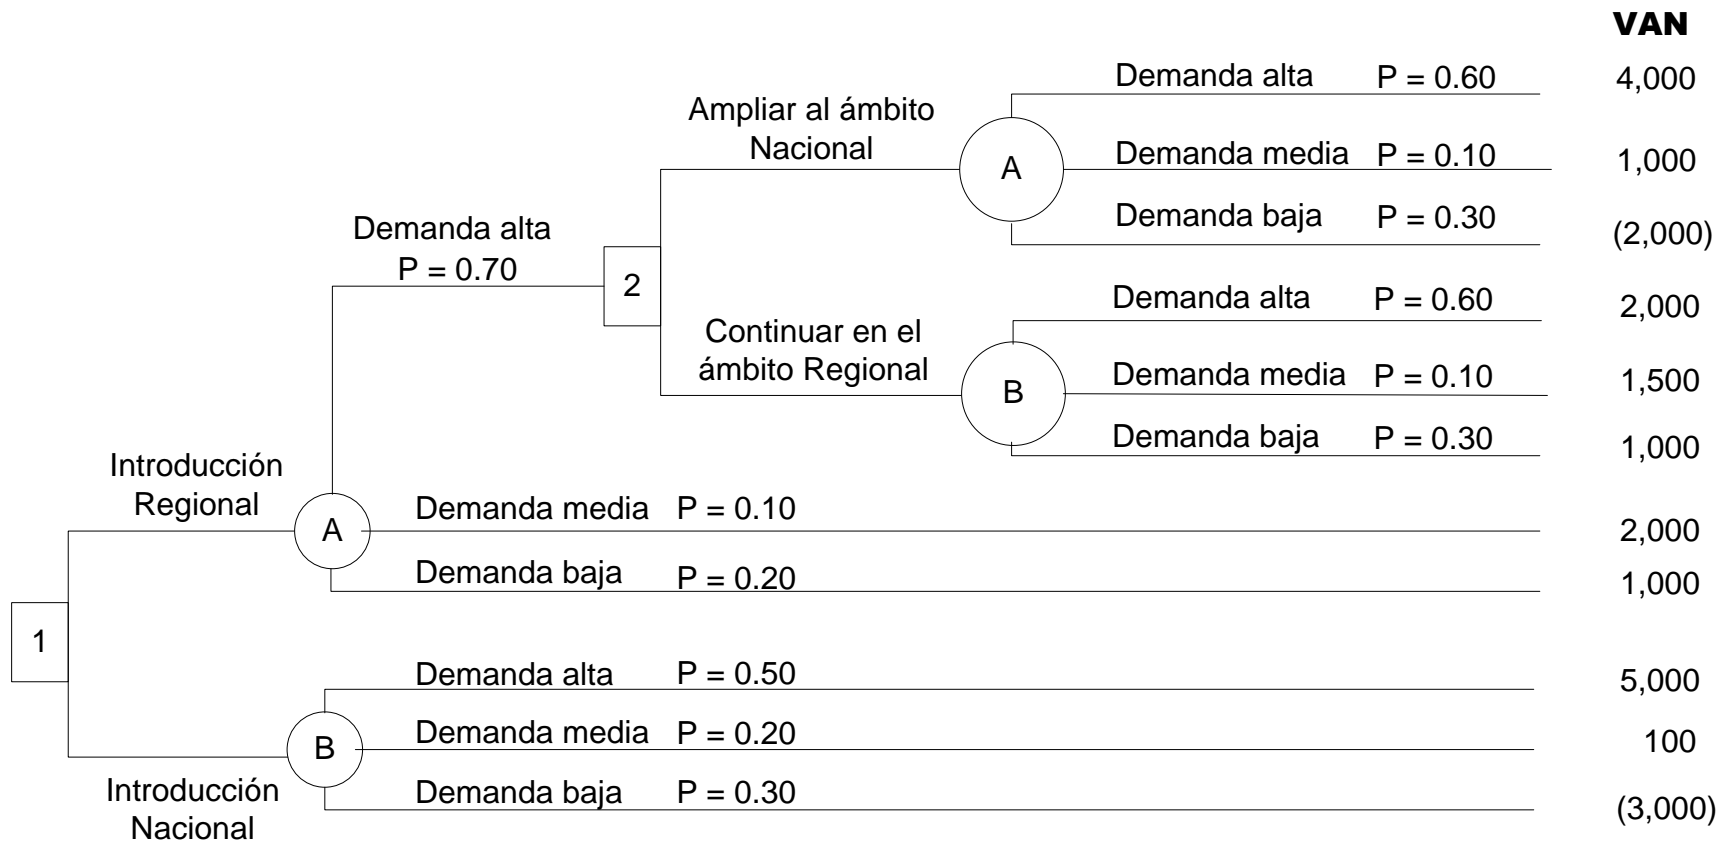 VAN
Demanda alta P = 0.60 4,000
Ampliar al ámbito
Nacional
A
Demanda media P = 0.10 1,000
Demanda baja P = 0.30 (2,000)
Demanda alta
P = 0.70
2
Demanda alta P = 0.60 2,000
Continuar en el
ámbito Regional
B
Demanda media P = 0.10 1,500
Demanda baja P = 0.30 1,000
Introducción
Regional
A
Demanda media P = 0.10 2,000
Demanda baja P = 0.20 1,000
1
Demanda alta P = 0.50 5,000
B
Demanda media P = 0.20 100
Demanda baja P = 0.30 (3,000)
Introducción
Nacional